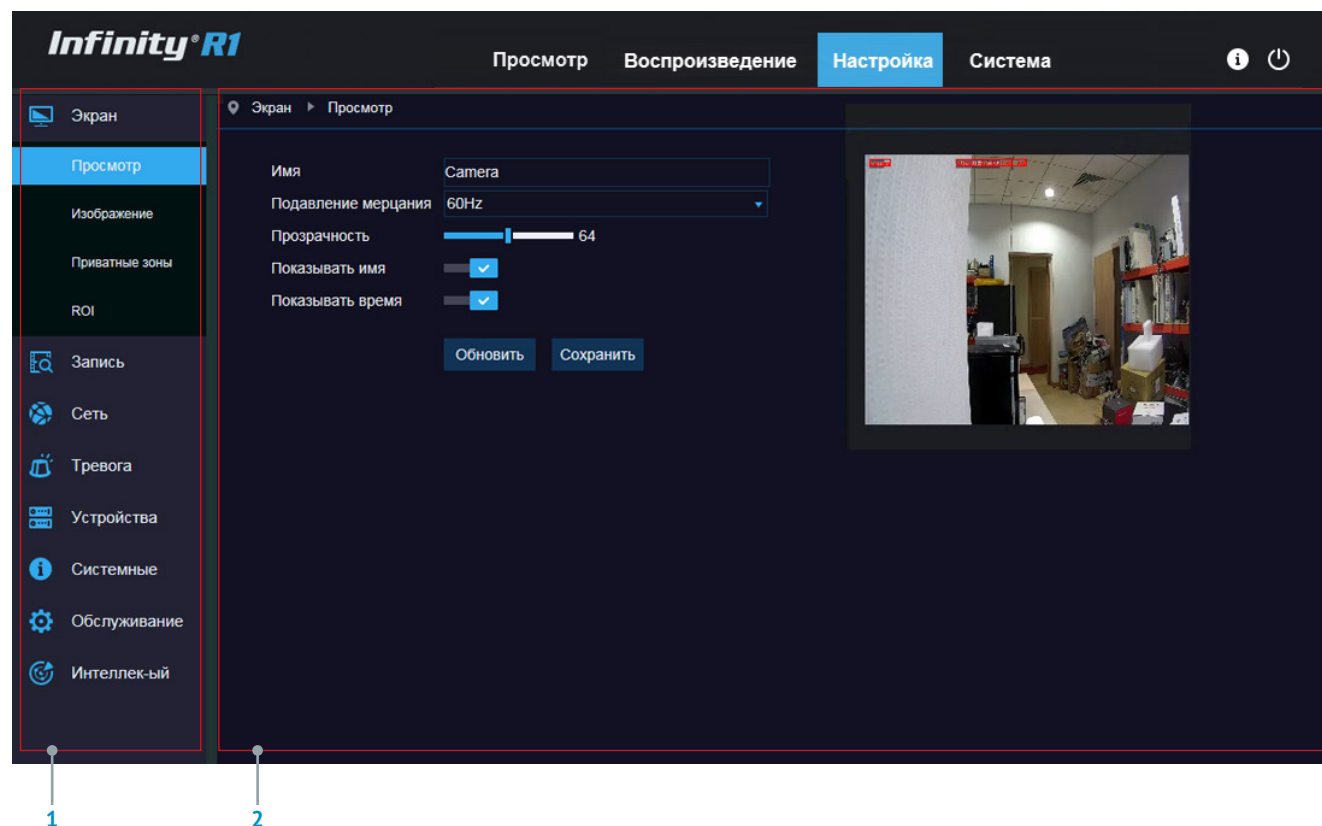 Infinity® R1
Просмотр Воспроизведение Настройка Система
Экран
Просмотр
Изображение
Приватные зоны
ROI
Запись
Сеть
Тревога
Устройства
Системные
Обслуживание
Интеллек-ый
Экран Просмотр
Имя Camera
Подавление мерцания 60Hz
Прозрачность 64
Показывать имя
Показывать время
Обновить Сохранить
1 2